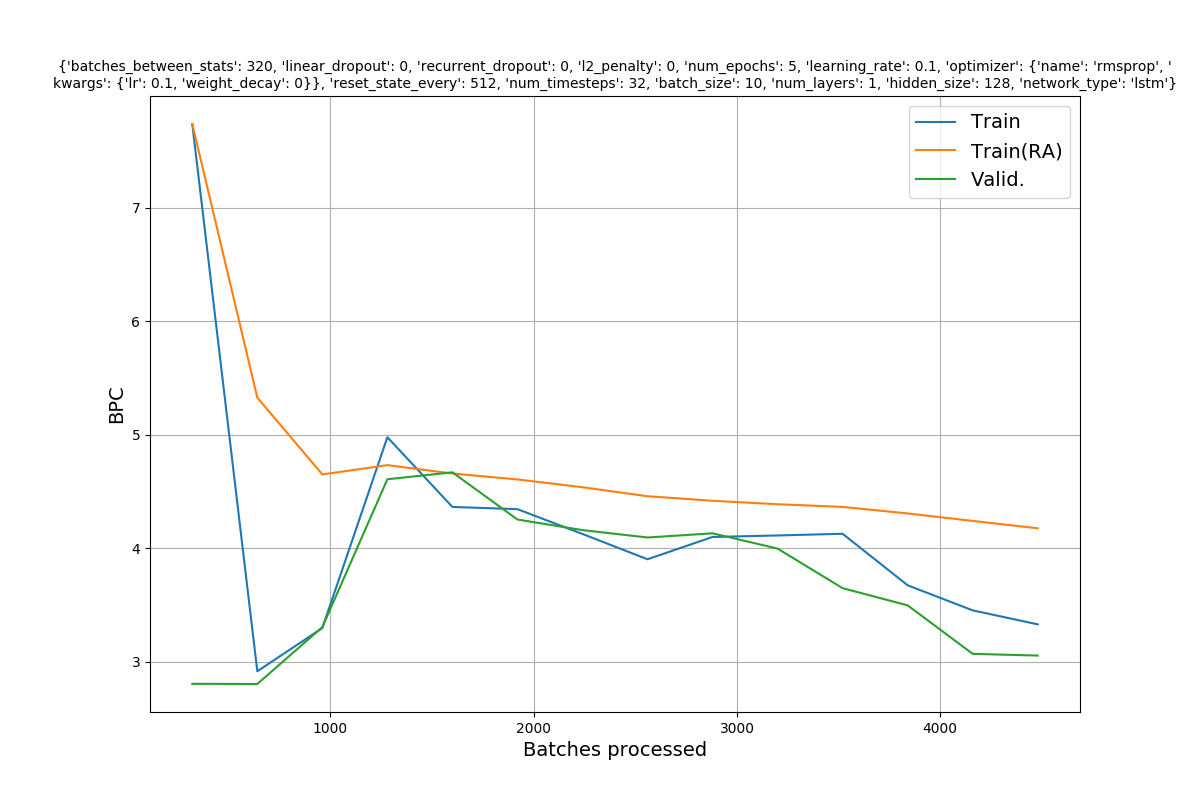 {'batches_between_stats': 320, 'linear_dropout': 0, 'recurrent_dropout': 0, 'l2_penalty': 0, 'num_epochs': 5, 'learning_rate': 0.1, 'optimizer': {'name': 'rmsprop', '
kwargs': {'lr': 0.1, 'weight_decay': 0}}, 'reset_state_every': 512, 'num_timesteps': 32, 'batch_size': 10, 'num_layers': 1, 'hidden_size': 128, 'network_type': 'lstm'}
Train
Train(RA)
Valid.
7
6
5
4
3
BPC
1000 2000 3000 4000
Batches processed